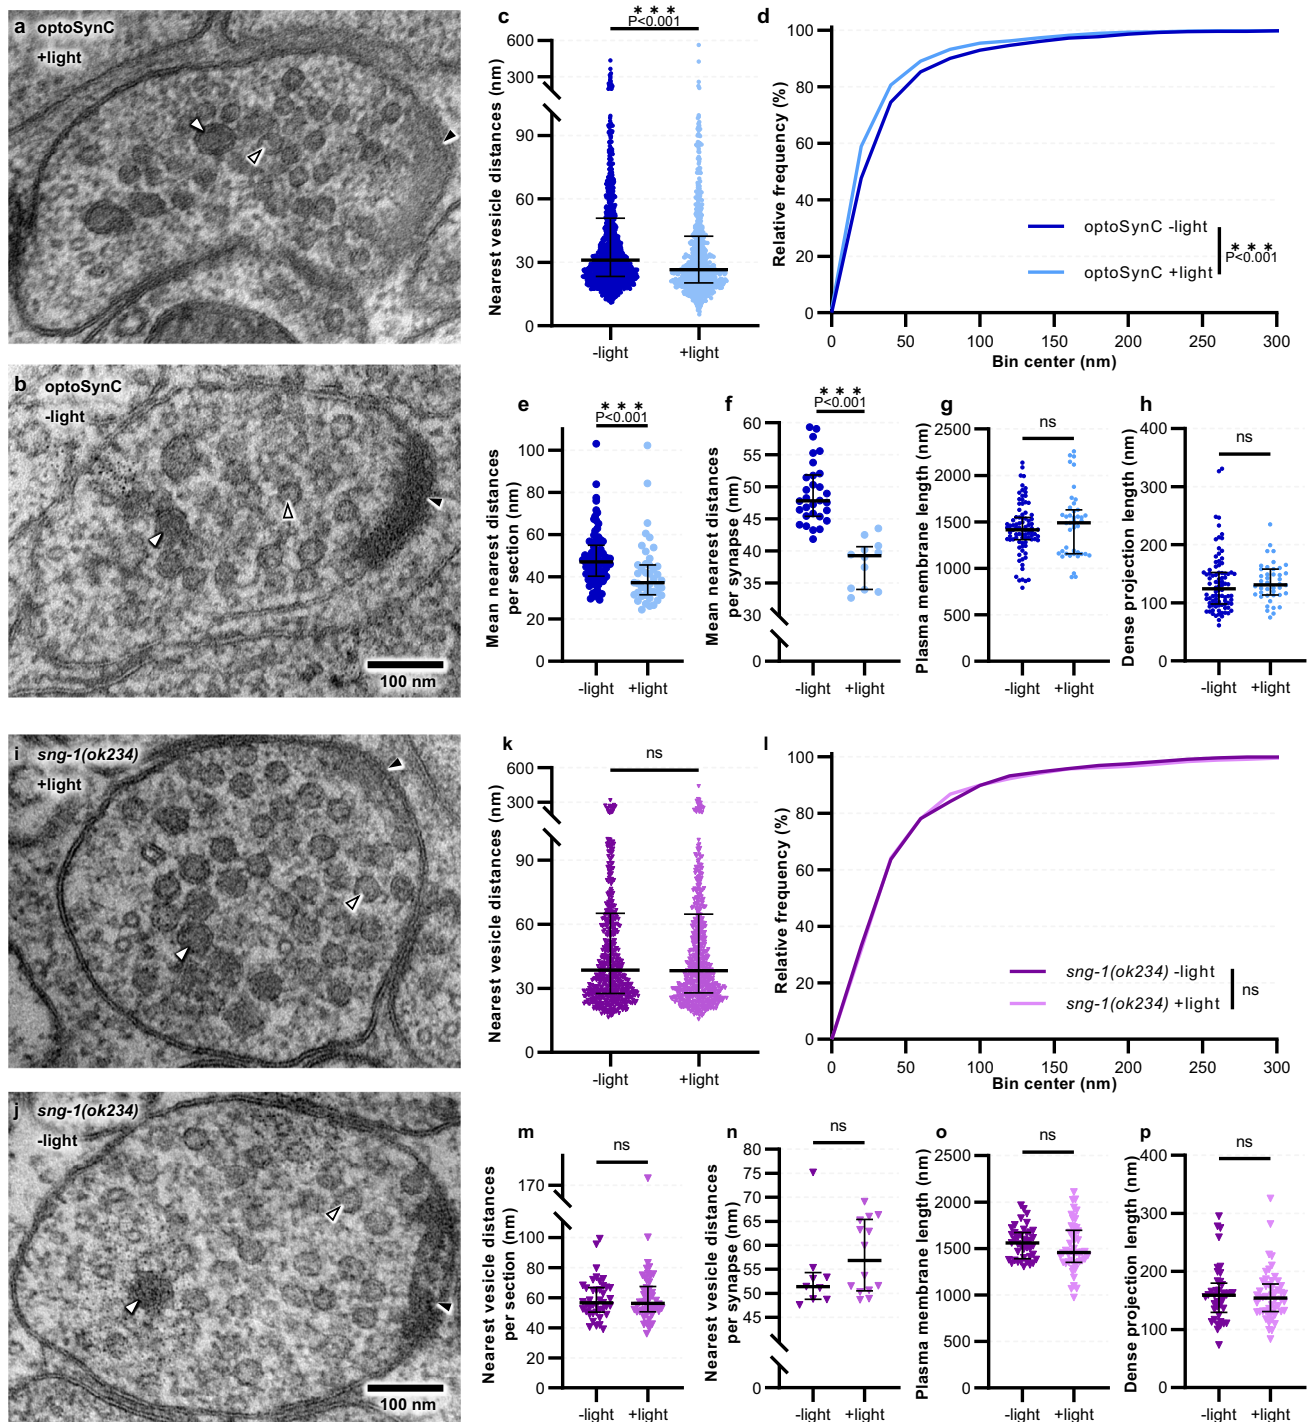 a optoSynC
+light
b optoSynC
-light
100 nm
c
✱ ✱ ✱
P<0.001
Nearest vesicle distances (nm)
600
300
90
60
30
0
-light +light
d
Relative frequency (%)
100
80
60
40
20
0
optoSynC -light
optoSynC +light
✱ ✱ ✱
P<0.001
0 50 100 150 200 250 300
Bin center (nm)
e
✱ ✱ ✱
P<0.001
Mean nearest distances
per section (nm)
100
80
60
40
20
0
-light +light
f
✱ ✱ ✱
P<0.001
Mean nearest distances
per synapse (nm)
60
55
50
45
40
35
30
0
-light +light
g
ns
Plasma membrane length (nm)
2500
2000
1500
1000
500
0
-light +light
h
ns
Dense projection length (nm)
400
300
200
100
0
-light +light
i sng-1(ok234)
+light
j sng-1(ok234)
-light
100 nm
k
ns
Nearest vesicle distances (nm)
600
300
90
60
30
0
-light +light
l
Relative frequency (%)
100
80
60
40
20
0
sng-1(ok234) -light
sng-1(ok234) +light
ns
0 50 100 150 200 250 300
Bin center (nm)
m
ns
Nearest vesicle distances
per section (nm)
170
100
80
60
40
20
0
-light +light
n
ns
Nearest vesicle distances
per synapse (nm)
80
75
70
65
60
55
50
45
0
-light +light
o
ns
Plasma membrane length (nm)
2500
2000
1500
1000
500
0
-light +light
p
ns
Dense projection length (nm)
400
300
200
100
0
-light +light